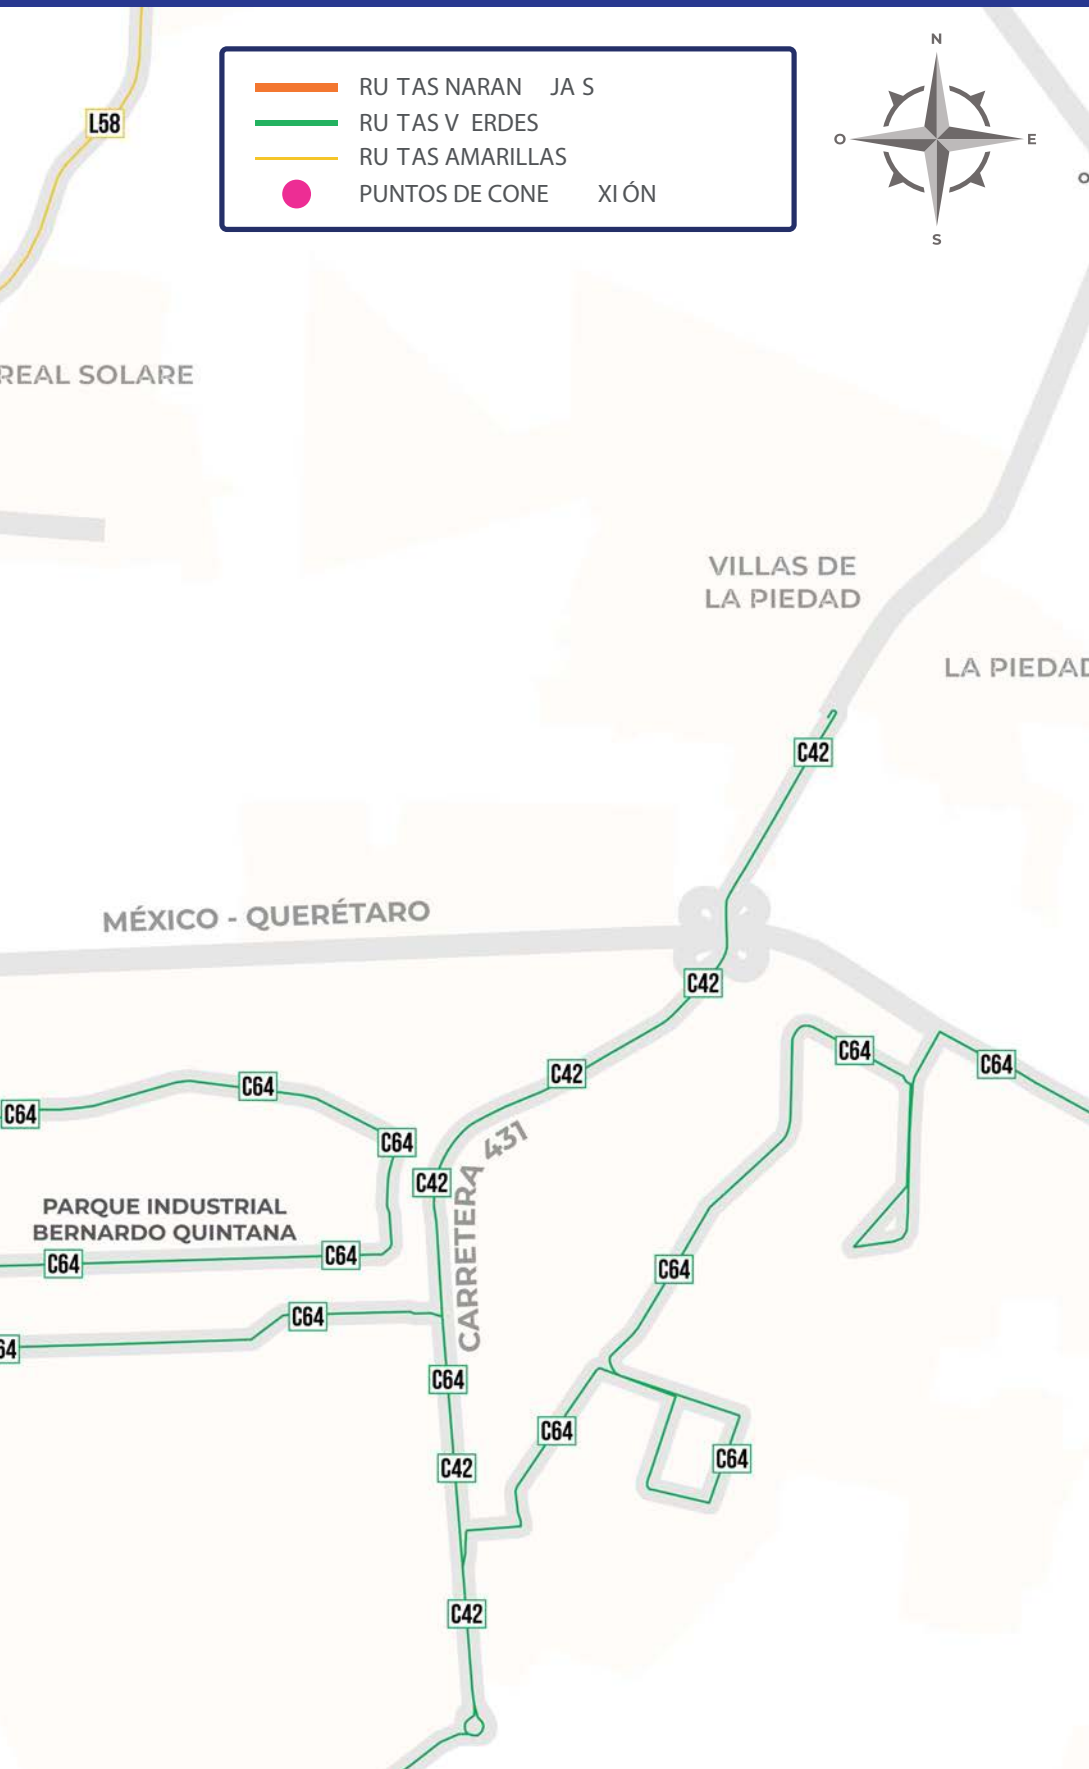 N
RU TAS NARAN JA S
L58
RU TAS V ERDES
O
E
RU TAS AMARILLAS
PUNTOS DE CONE XI ÓN
S
REAL SOLARE
VILLAS DE
LA PIEDAD
LA PIEDAD
C42
MÉXICO - QUERÉTARO
C42
C64
C64
C42
C64
C64
C64
431
C42
CARRETERA
PARQUE INDUSTRIAL
BERNARDO QUINTANA
C64
C64
C64
C64
64
C64
C64
C64
C42
C42